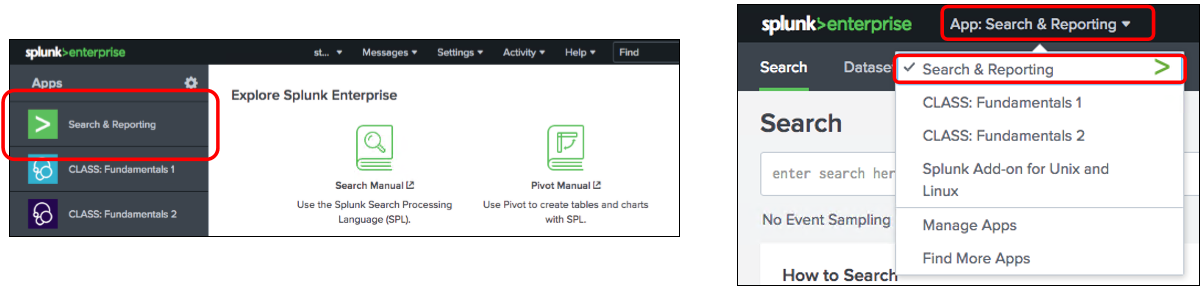 splunk>enterprise
st...
Messages
Settings
Activity
Help
Find
Apps
Explore Splunk Enterprise
Search & Reporting
CLASS: Fundamentals 1
CLASS: Fundamentals 2
Search Manual
Use the Splunk Search Processing
Language (SPL).
Pivot Manual
Use Pivot to create tables and charts
with SPL.
splunk>enterprise
App: Search & Reporting
Search
Datase
Search & Reporting
CLASS: Fundamentals 1
CLASS: Fundamentals 2
Splunk Add-on for Unix and
Linux
Manage Apps
Find More Apps
Search
enter search her
No Event Sampling
How to Search